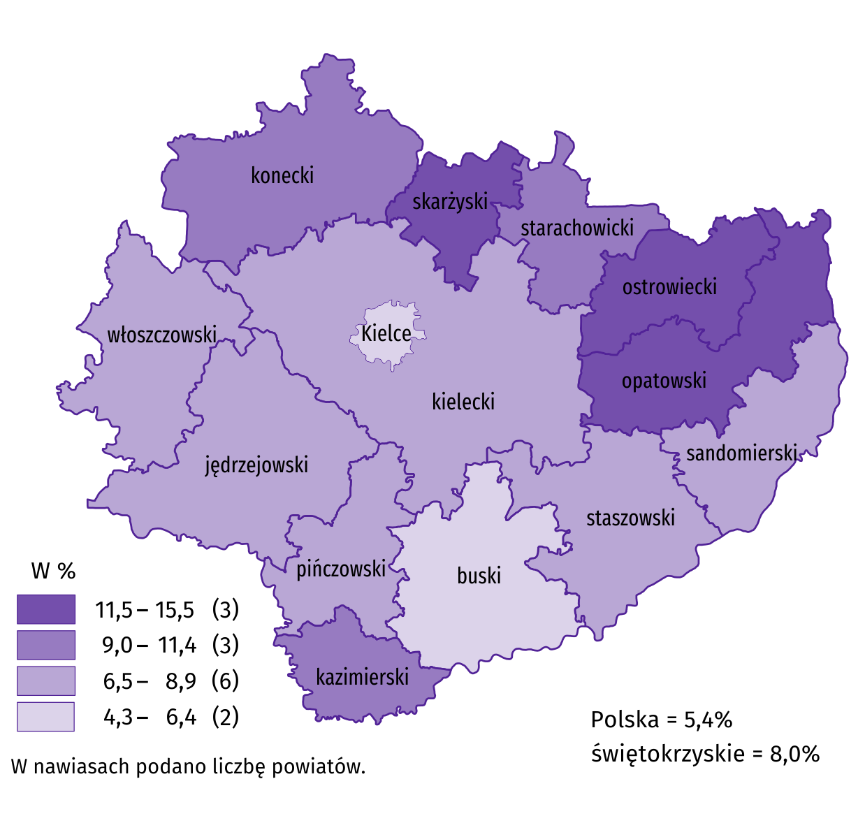 konecki
skarżyski
starachowicki
ostrowiecki
włoszczowski
Kielce
opatowski
kielecki
sandomierski
jędrzejowski
staszowski
pińczowski
buski
kazimierski
W %
11,5 – 15,5 (3)
9,0 – 11,4 (3)
6,5 – 8,9 (6)
4,3 – 6,4 (2)
Polska = 5,4%
świętokrzyskie = 8,0%
W nawiasach podano liczbę powiatów.